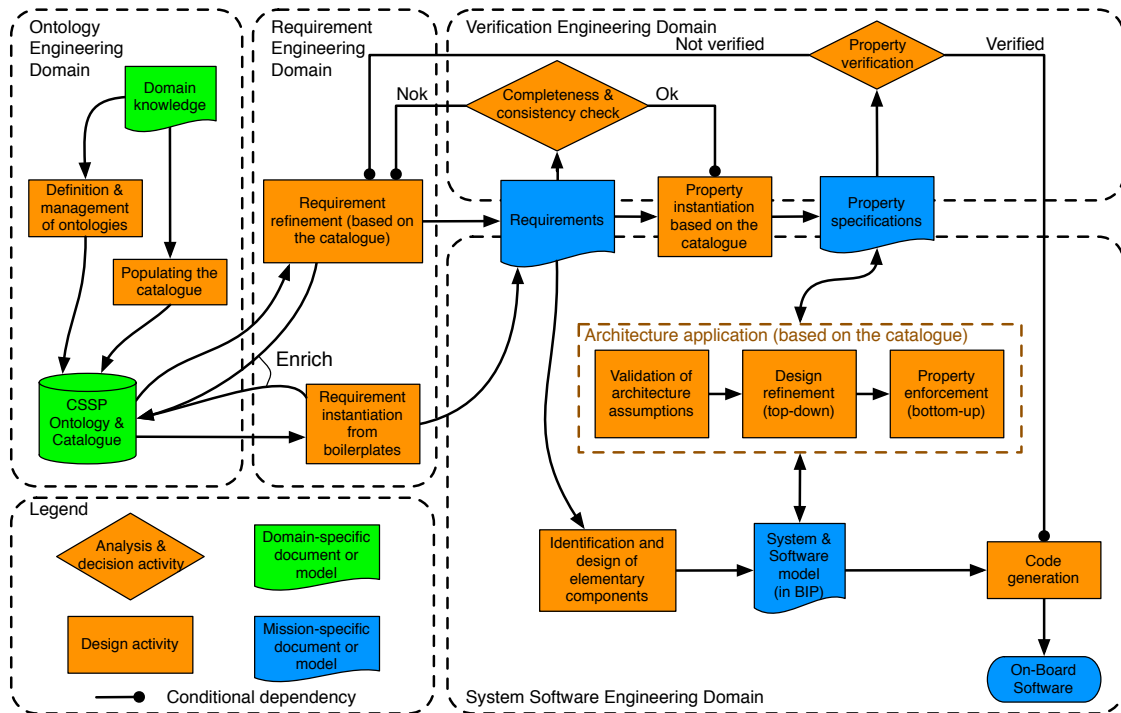 Ontology
Engineering
Domain
Domain
knowledge
Definition &
management
of ontologies
Populating the
catalogue
CSSP
Ontology &
Catalogue
Requirement
Engineering
Domain
Requirement
refinement (based on
the catalogue)
Enrich
Requirement
instantiation
from
boilerplates
Verification Engineering Domain
Not verified
Verified
Property
verification
Nok
Completeness &
consistency check
Ok
Requirements
Property
instantiation
based on the
catalogue
Property
specifications
Architecture application (based on the catalogue)
Validation of
architecture
assumptions
Design
refinement
(top-down)
Property
enforcement
(bottom-up)
Identification and
design of
elementary
components
System &
Software
model
(in BIP)
Code
generation
On-Board
Software
System Software Engineering Domain
Legend
Analysis &
decision activity
Domain-specific
document or
model
Design activity
Mission-specific
document or
model
Conditional dependency